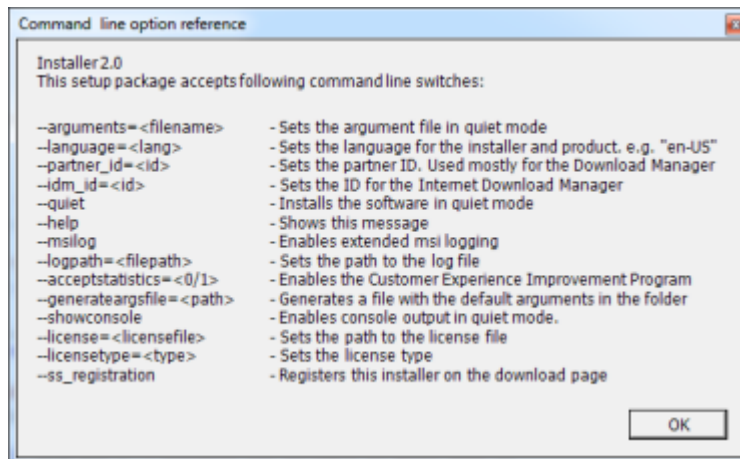 Command line option reference
Installer2.0
This setup package accepts following command line switches:
--arguments=<filename> - Sets the argument file in quiet mode
--language=<lang> - Sets the language for the installer and product. e.g. "en-US"
--partner_id=<id> - Sets the partner ID. Used mostly for the Download Manager
--idm_id=<id> - Sets the ID for the Internet Download Manager
--quiet - Installs the software in quiet mode
--help - Shows this message
--msilog - Enables extended msi logging
--logpath=<filepath> - Sets the path to the log file
--acceptstatistics=<0/1> - Enables the Customer Experience Improvement Program
--generateargsfile=<path> - Generates a file with the default arguments in the folder
--showconsole - Enables console output in quiet mode.
--license=<licensefile> - Sets the path to the license file
--licensetype=<type> - Sets the license type
--ss_registration - Registers this installer on the download page
OK